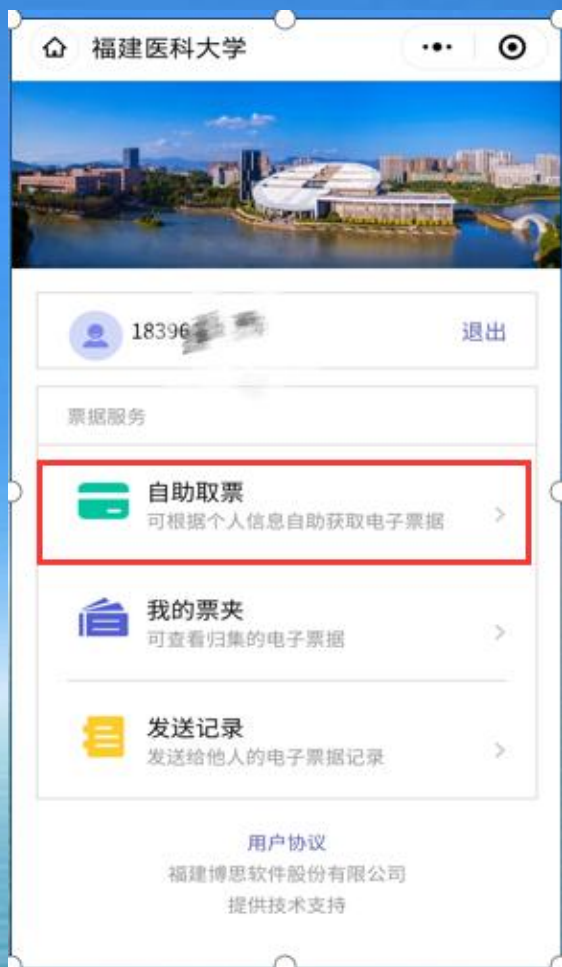 福建医科大学
18396
退出
票据服务
自助取票
可根据个人信息自助获取电子票据
我的票夹
可查看归集的电子票据
发送记录
发送给他人的电子票据记录
用户协议
福建博思软件股份有限公司
提供技术支持